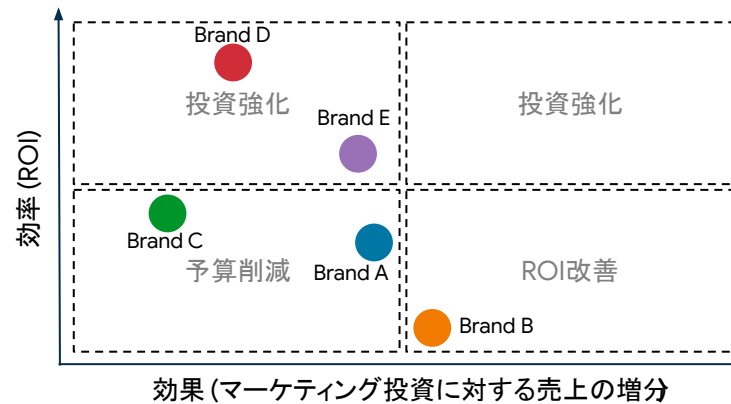 Brand D
投資強化
投資強化
Brand E
効率 (ROI)
Brand C
予算削減
Brand A
ROI改善
Brand B
効果 (マーケティング投資に対する売上の増分)